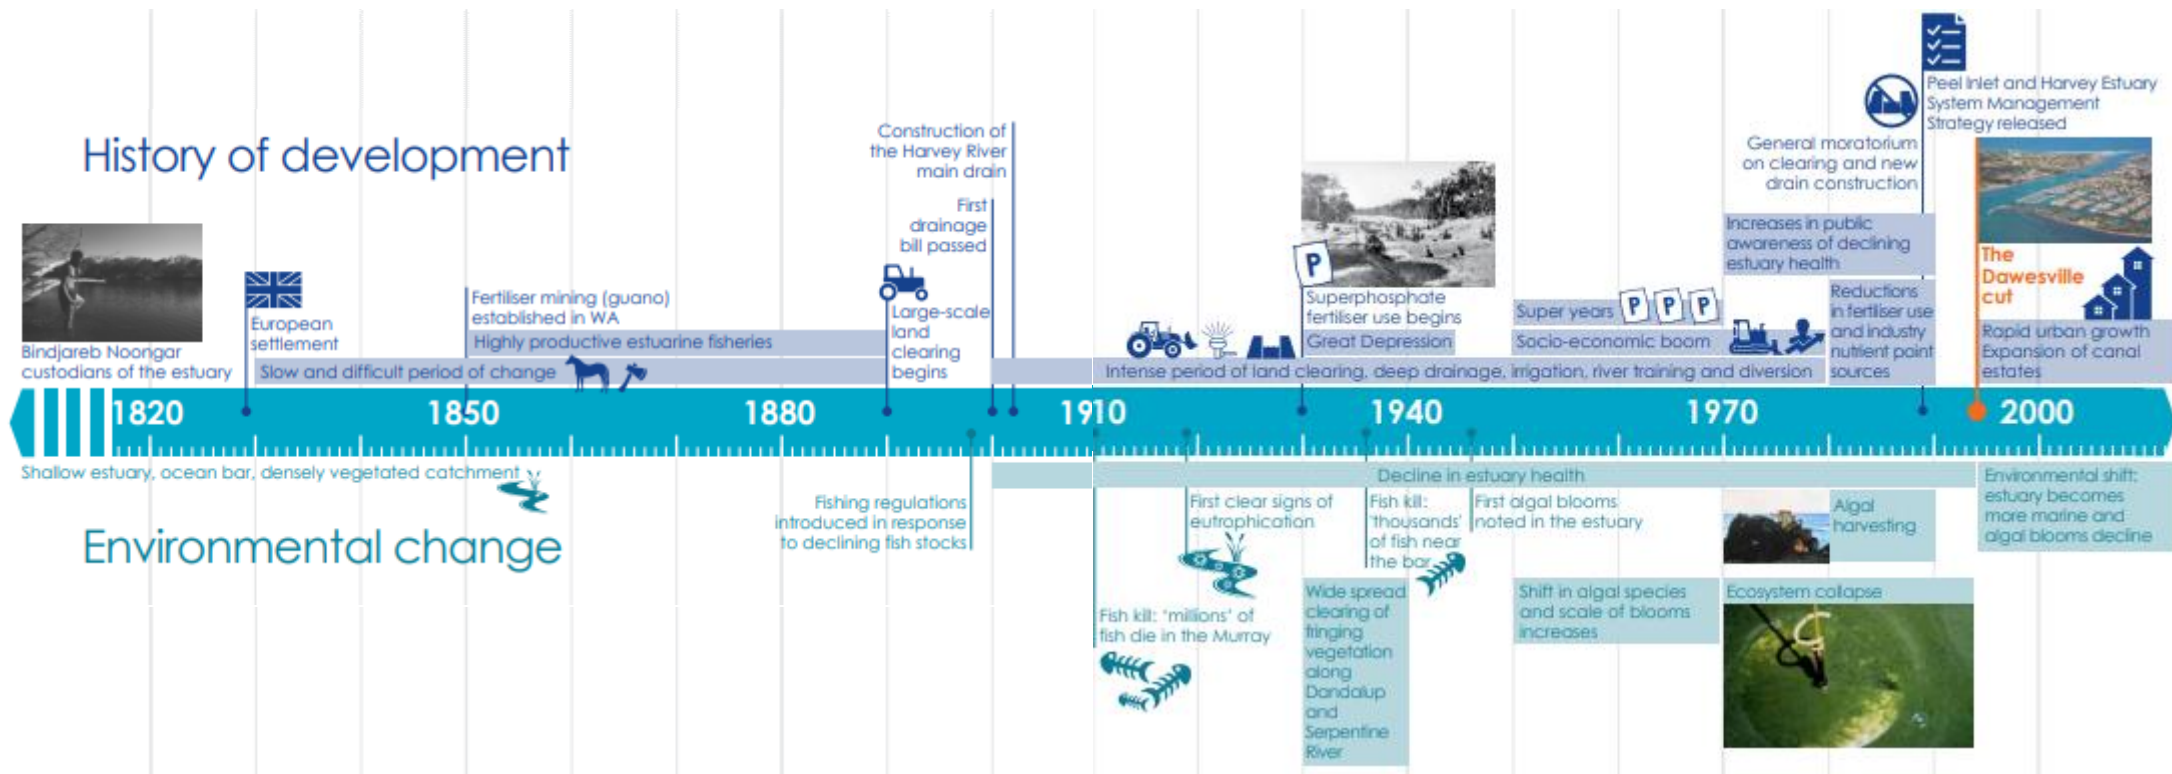 History of development
Bindjareb Noongar
custodians of the estuary
European
settlement
Fertiliser mining (guano)
established in WA
Highly productive estuarine fisheries
Slow and difficult period of change
Construction of
the Harvey River
main drain
First
drainage
bill passed
Large-scale
land
clearing
begins
P
Superphosphate
fertiliser use begins
Great Depression
Intense period of land clearing, deep drainage, irrigation, river training and diversion
Super years P P P
Socio-economic boom
General moratorium
on clearing and new
drain construction
Increases in public
awareness of declining
estuary health
Reductions
in fertiliser use
and industry
nutrient point
sources
Peel Inlet and Harvey Estuary
System Management
Strategy released
The
Dawesville
cut
Rapid urban growth
Expansion of canal
estates
1820 1850 1880 1910 1940 1970 2000
Shallow estuary, ocean bar, densely vegetated catchment
Environmental change
Fishing regulations
introduced in response
to declining fish stocks
Decline in estuary health
Fish kill: 'millions' of
fish die in the Murray
First clear signs of
eutrophication
Wide spread
clearing of
fringing
vegetation
along
Dandalup
and
Serpentine
River
Fish kill:
'thousands'
of fish near
the bar
First algal blooms
noted in the estuary
Shift in algal species
and scale of blooms
increases
Algal
harvesting
Ecosystem collapse
Environmental shift:
estuary becomes
more marine and
algal blooms decline